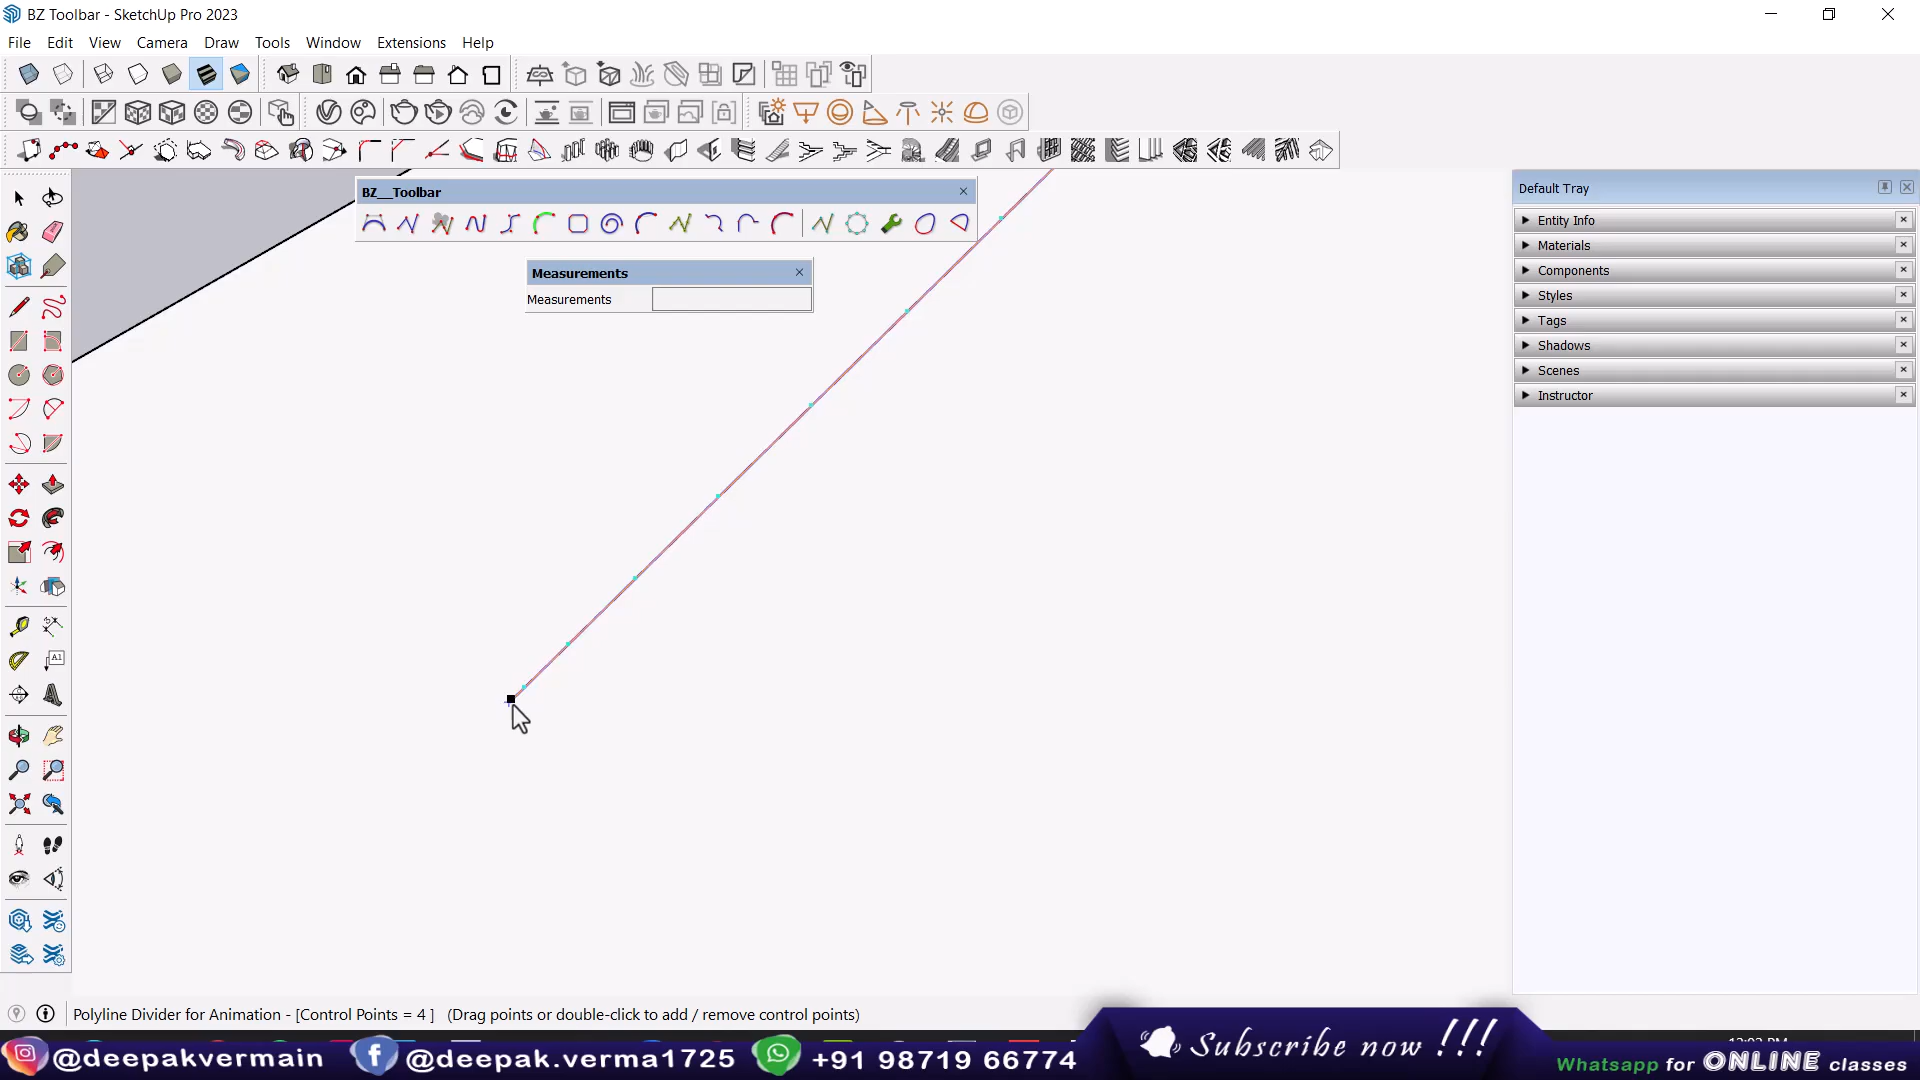 BZ Toolbar - SketchUp Pro 2023
File Edit View Camera Draw Tools Window Extensions Help
BZ__Toolbar
Default Tray
Entity Info
Materials
Measurements
Measurements
Components
Styles
Tags
Shadows
Scenes
Instructor
A1
Polyline Divider for Animation - [Control Points = 4 ] (Drag points or double-click to add / remove control points)
@deepakvermain @deepak.verma1725 +91 98719 66774
Subscribe now !!!
Whatsapp for ONLINE classes